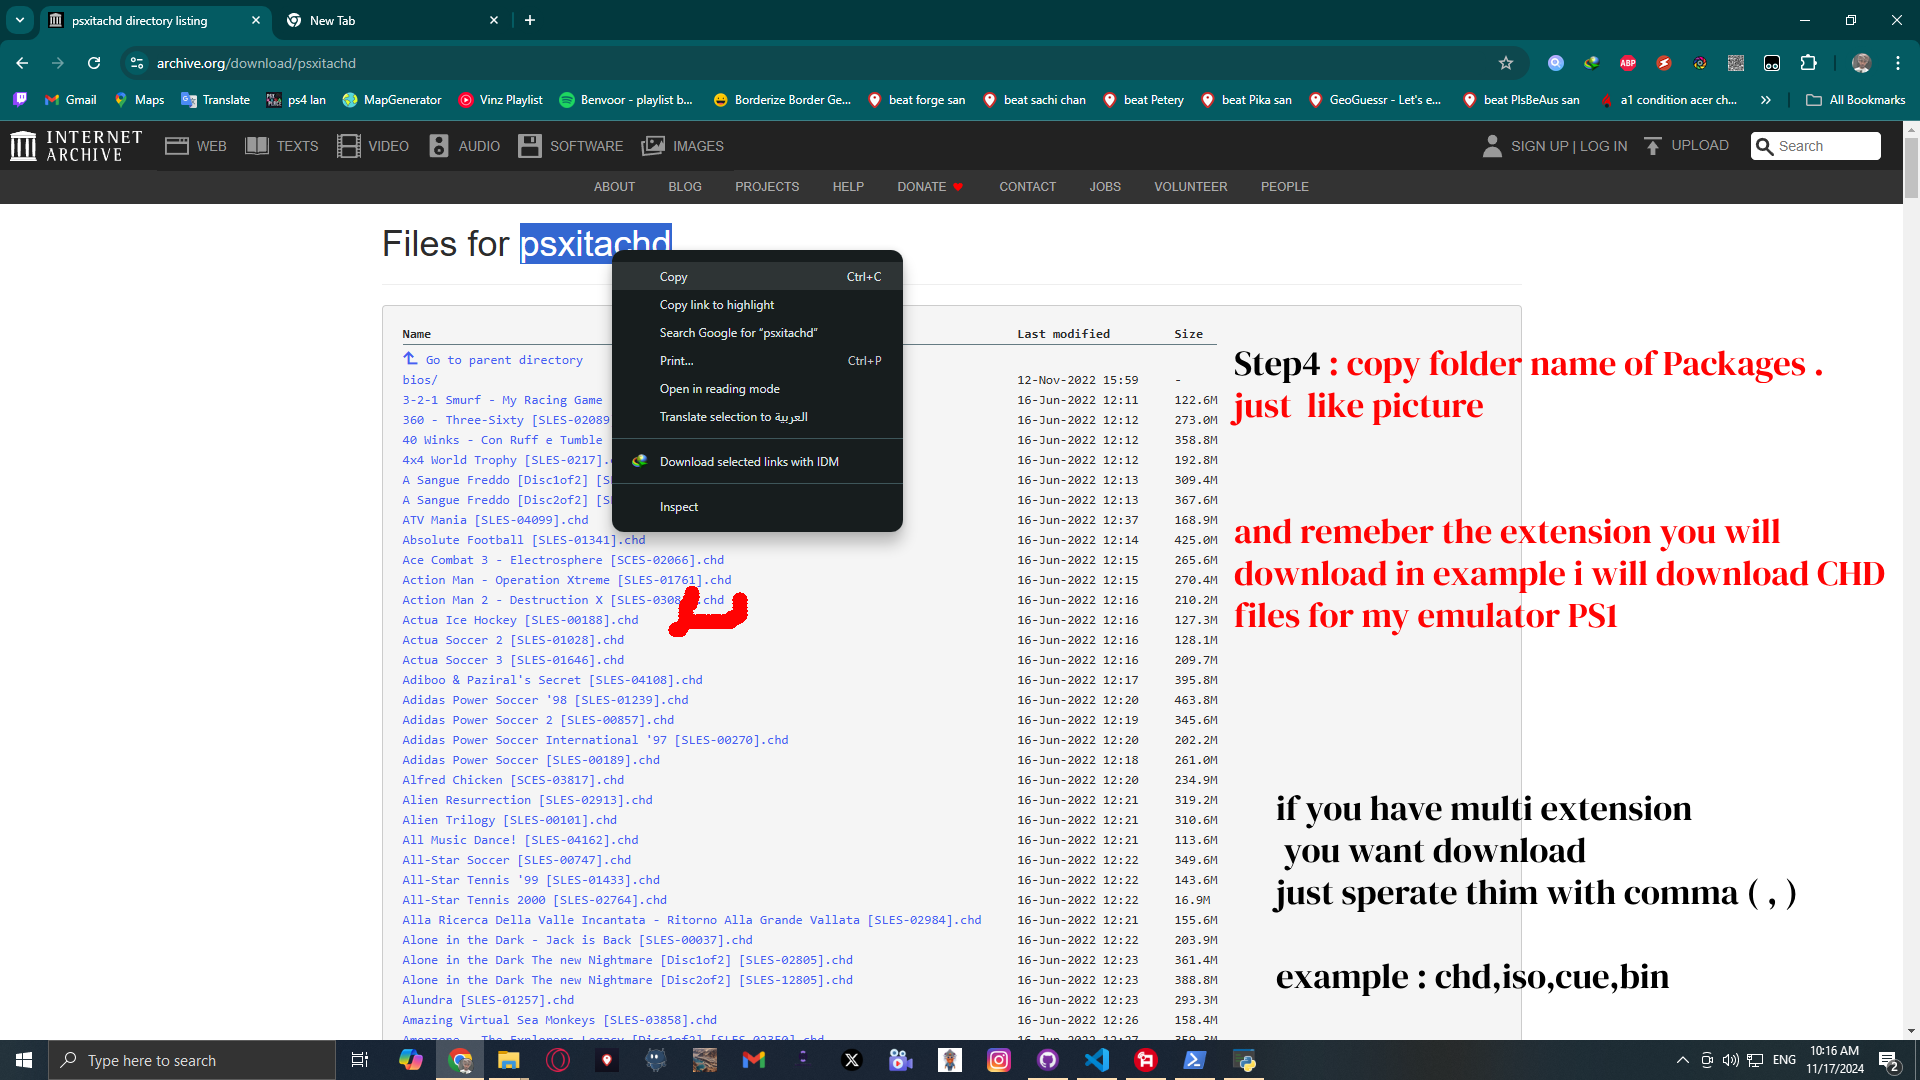 psxitachd directory listing
New Tab
archive.org/download/psxitachd
ABP
Gmail
Maps
Translate
ps4 lan
MapGenerator
Vinz Playlist
Benvoor - playlist b...
Borderize Border Ge...
beat forge san
beat sachi chan
beat Petery
beat Pika san
GeoGuessr - Let's e...
beat PlsBeAus san
a1 condition acer ch...
All Bookmarks
INTERNET ARCHIVE
WEB
TEXTS
VIDEO
AUDIO
SOFTWARE
IMAGES
SIGN UP | LOG IN
UPLOAD
Search
ABOUT
BLOG
PROJECTS
HELP
DONATE
CONTACT
JOBS
VOLUNTEER
PEOPLE
Files for psxitachd
Copy Ctrl+C
Copy link to highlight
Search Google for “psxitachd”
Print... Ctrl+P
Open in reading mode
Translate selection to العربية
Download selected links with IDM
Inspect
Name Last modified Size
Go to parent directory
bios/ 12-Nov-2022 15:59 -
3-2-1 Smurf - My Racing Game 16-Jun-2022 12:11 122.6M
360 - Three-Sixty [SLES-02089 16-Jun-2022 12:12 273.0M
40 Winks - Con Ruff e Tumble 16-Jun-2022 12:12 358.8M
4x4 World Trophy [SLES-0217]. 16-Jun-2022 12:12 192.8M
A Sangue Freddo [Disc1of2] [S 16-Jun-2022 12:13 309.4M
A Sangue Freddo [Disc2of2] [S 16-Jun-2022 12:13 367.6M
ATV Mania [SLES-04099].chd 16-Jun-2022 12:37 168.9M
Absolute Football [SLES-01341].chd 16-Jun-2022 12:14 425.0M
Ace Combat 3 - Electrosphere [SCES-02066].chd 16-Jun-2022 12:15 265.6M
Action Man - Operation Xtreme [SLES-01761].chd 16-Jun-2022 12:15 270.4M
Action Man 2 - Destruction X [SLES-0308 .chd 16-Jun-2022 12:16 210.2M
Actua Ice Hockey [SLES-00188].chd 16-Jun-2022 12:16 127.3M
Actua Soccer 2 [SLES-01028].chd 16-Jun-2022 12:16 128.1M
Actua Soccer 3 [SLES-01646].chd 16-Jun-2022 12:16 209.7M
Adiboo & Paziral's Secret [SLES-04108].chd 16-Jun-2022 12:17 395.8M
Adidas Power Soccer '98 [SLES-01239].chd 16-Jun-2022 12:20 463.8M
Adidas Power Soccer 2 [SLES-00857].chd 16-Jun-2022 12:19 345.6M
Adidas Power Soccer International '97 [SLES-00270].chd 16-Jun-2022 12:20 202.2M
Adidas Power Soccer [SLES-00189].chd 16-Jun-2022 12:18 261.0M
Alfred Chicken [SCES-03817].chd 16-Jun-2022 12:20 234.9M
Alien Resurrection [SLES-02913].chd 16-Jun-2022 12:21 319.2M
Alien Trilogy [SLES-00101].chd 16-Jun-2022 12:21 310.6M
All Music Dance! [SLES-04162].chd 16-Jun-2022 12:21 113.6M
All-Star Soccer [SLES-00747].chd 16-Jun-2022 12:22 349.6M
All-Star Tennis '99 [SLES-01433].chd 16-Jun-2022 12:22 143.6M
All-Star Tennis 2000 [SLES-02764].chd 16-Jun-2022 12:22 16.9M
Alla Ricerca Della Valle Incantata - Ritorno Alla Grande Vallata [SLES-02984].chd 16-Jun-2022 12:21 155.6M
Alone in the Dark - Jack is Back [SLES-00037].chd 16-Jun-2022 12:22 203.9M
Alone in the Dark The new Nightmare [Disc1of2] [SLES-02805].chd 16-Jun-2022 12:23 361.4M
Alone in the Dark The new Nightmare [Disc2of2] [SLES-12805].chd 16-Jun-2022 12:23 388.8M
Alundra [SLES-01257].chd 16-Jun-2022 12:23 293.3M
Amazing Virtual Sea Monkeys [SLES-03858].chd 16-Jun-2022 12:26 158.4M
Step4 : copy folder name of Packages .
just like picture
and remeber the extension you will
download in example i will download CHD
files for my emulator PS1
if you have multi extension
you want download
just sperate thim with comma ( , )
example : chd,iso,cue,bin
Type here to search
ENG
10:16 AM
11/17/2024
2